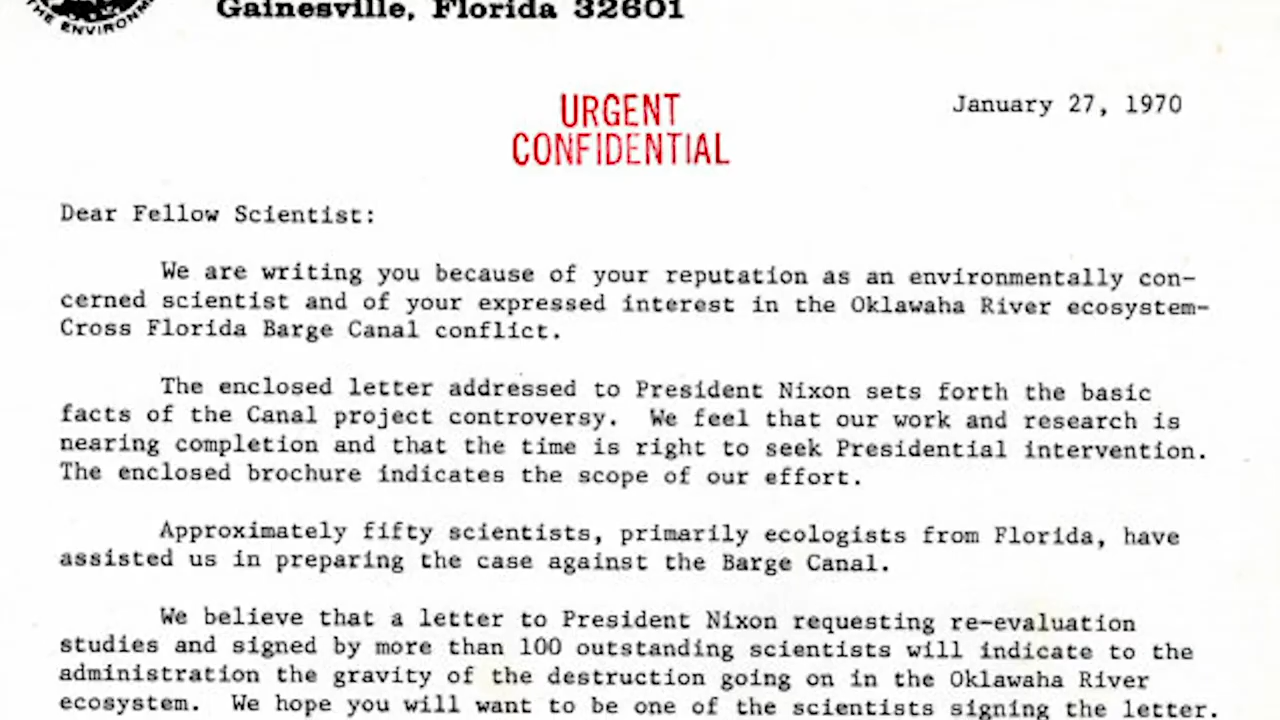 THE ENVIRONM
Gainesville, Florida 32601
URGENT
CONFIDENTIAL
January 27, 1970
Dear Fellow Scientist:
We are writing you because of your reputation as an environmentally con-
cerned scientist and of your expressed interest in the Oklawaha River ecosystem-
Cross Florida Barge Canal conflict.
The enclosed letter addressed to President Nixon sets forth the basic
facts of the Canal project controversy. We feel that our work and research is
nearing completion and that the time is right to seek Presidential intervention.
The enclosed brochure indicates the scope of our effort.
Approximately fifty scientists, primarily ecologists from Florida, have
assisted us in preparing the case against the Barge Canal.
We believe that a letter to President Nixon requesting re-evaluation
studies and signed by more than 100 outstanding scientists will indicate to the
administration the gravity of the destruction going on in the Oklawaha River
ecosystem. We hope you will want to be one of the scientists signing the letter.